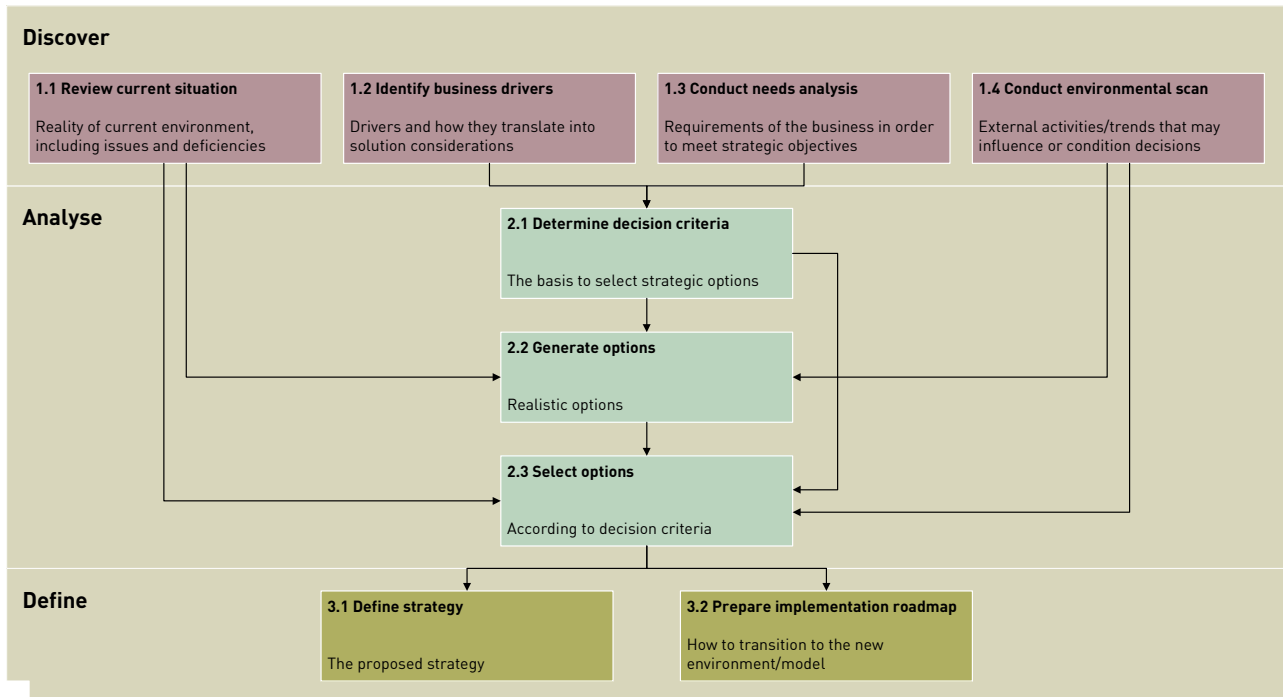 Discover
1.1 Review current situation
Reality of current environment,
including issues and deficiencies
1.2 Identify business drivers
Drivers and how they translate into
solution considerations
1.3 Conduct needs analysis
Requirements of the business in order
to meet strategic objectives
1.4 Conduct environmental scan
External activities/trends that may
influence or condition decisions
Analyse
2.1 Determine decision criteria
The basis to select strategic options
2.2 Generate options
Realistic options
2.3 Select options
According to decision criteria
Define
3.1 Define strategy
The proposed strategy
3.2 Prepare implementation roadmap
How to transition to the new
environment/model